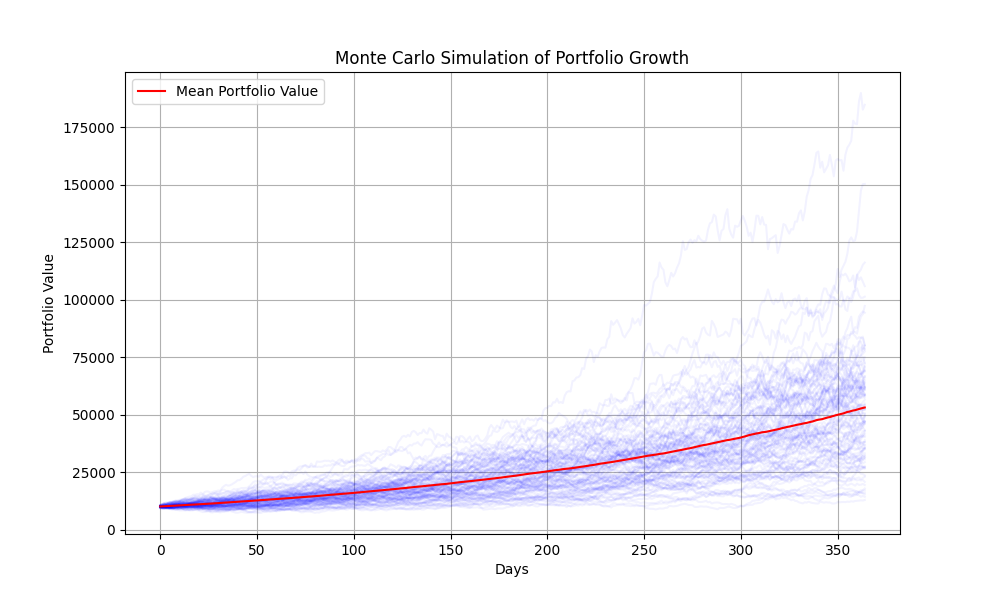 Monte Carlo Simulation of Portfolio Growth
Mean Portfolio Value
175000
150000
125000
100000
75000
50000
25000
0
Portfolio Value
0 50 100 150 200 250 300 350
Days